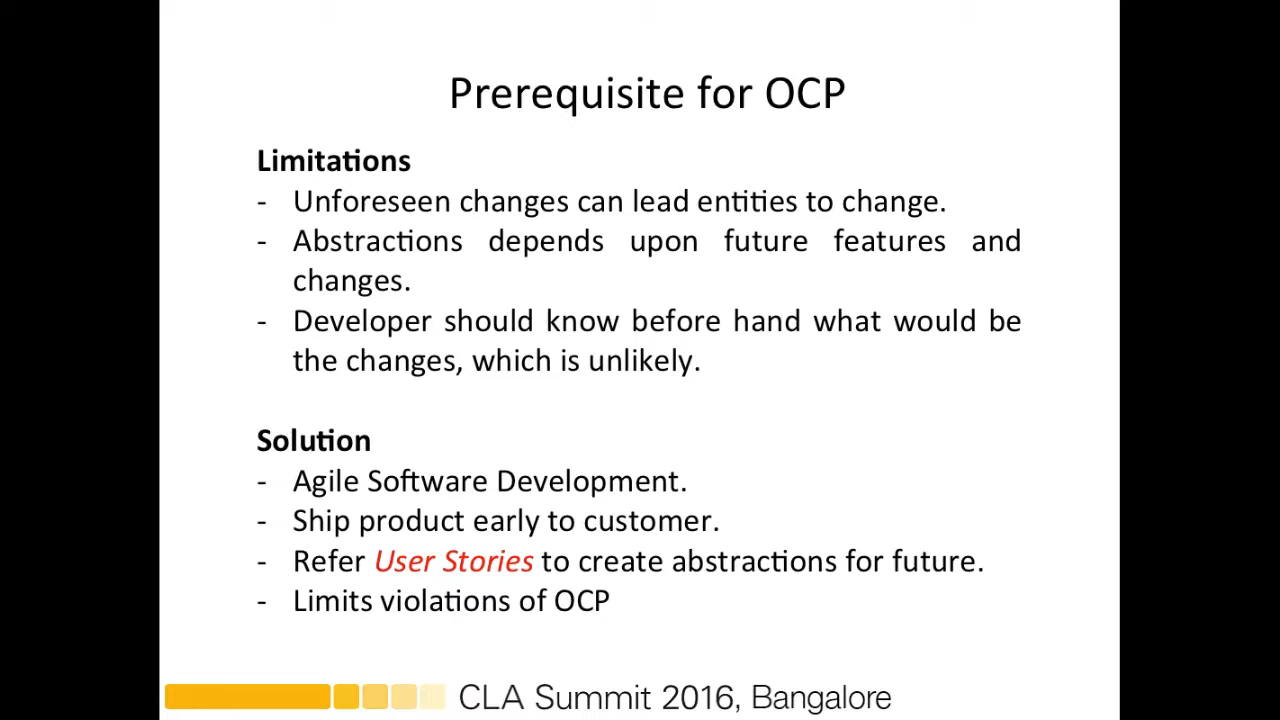 Prerequisite for OCP
Limitations
- Unforeseen changes can lead entities to change.
- Abstractions depends upon future features and
changes.
- Developer should know before hand what would be
the changes, which is unlikely.
Solution
- Agile Software Development.
- Ship product early to customer.
- Refer User Stories to create abstractions for future.
- Limits violations of OCP
CLA Summit 2016, Bangalore